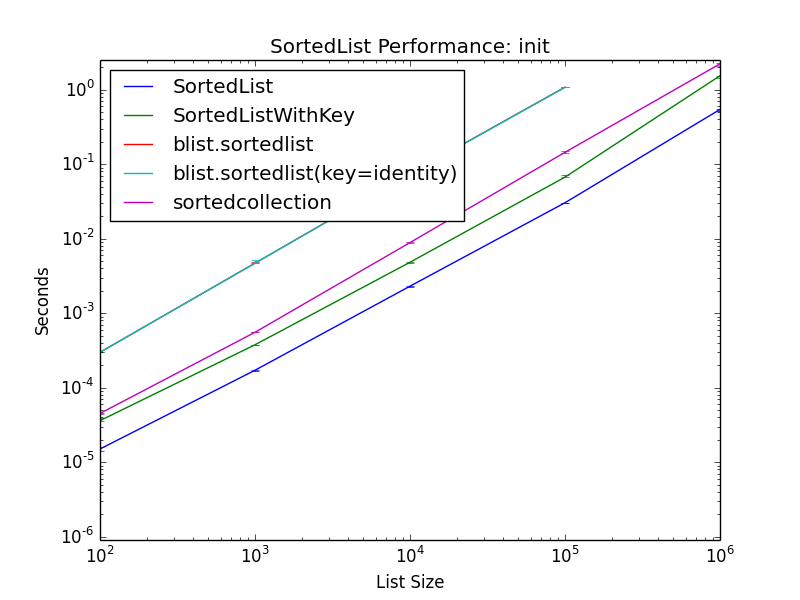 SortedList Performance: init
SortedList
SortedListWithKey
blist.sortedlist
blist.sortedlist(key=identity)
sortedcollection
10^0
10^-1
10^-2
10^-3
10^-4
10^-5
10^-6
Seconds
10^2 10^3 10^4 10^5 10^6
List Size